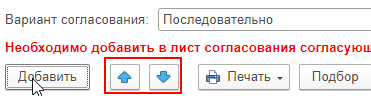 Вариант согласования: Последовательно
Необходимо добавить в лист согласования согласующ
Добавить Печать Подбор